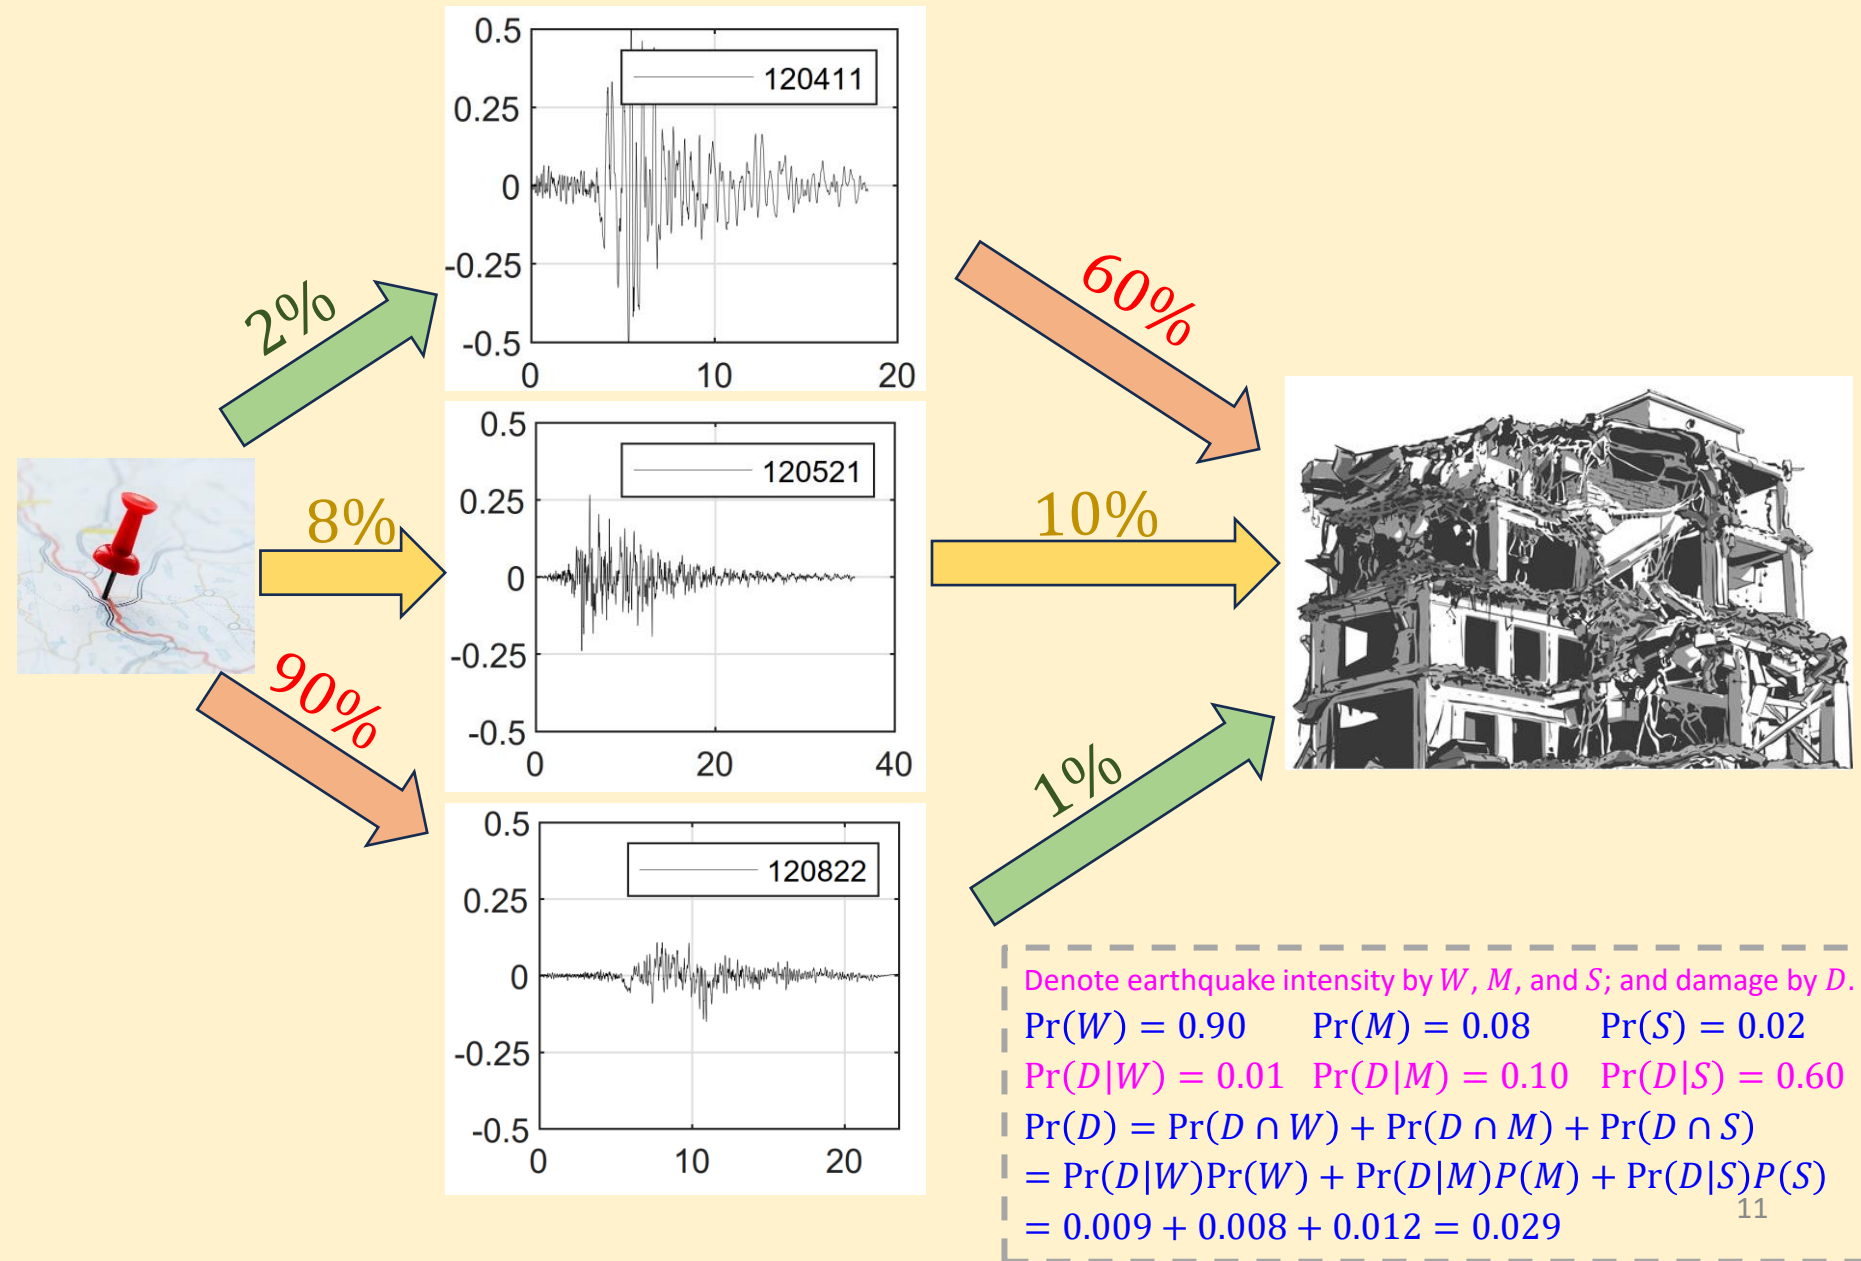 0.5
0.25
0
-0.25
-0.5
120411
0 10 20
2%
60%
0.5
0.25
0
-0.25
-0.5
120521
0 20 40
8%
10%
90%
1%
0.5
0.25
0
-0.25
-0.5
120822
0 10 20
Denote earthquake intensity by W, M, and S; and damage by D.
Pr(W) = 0.90 Pr(M) = 0.08 Pr(S) = 0.02
Pr(D|W) = 0.01 Pr(D|M) = 0.10 Pr(D|S) = 0.60
Pr(D) = Pr(D ∩ W) + Pr(D ∩ M) + Pr(D ∩ S)
= Pr(D|W)Pr(W) + Pr(D|M)P(M) + Pr(D|S)P(S)
= 0.009 + 0.008 + 0.012 = 0.029
11